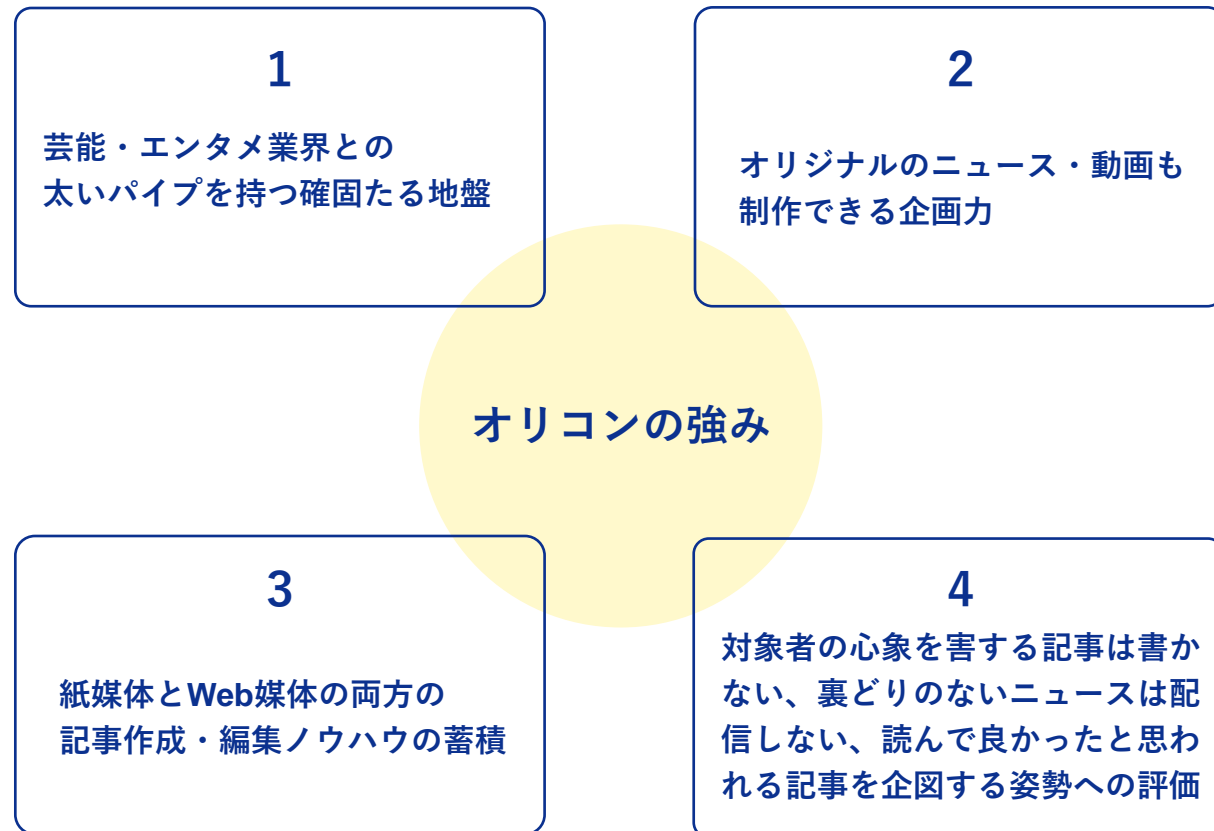 1
芸能・エンタメ業界との
太いパイプを持つ確固たる地盤
2
オリジナルのニュース・動画も
制作できる企画力
オリコンの強み
3
紙媒体とWeb媒体の両方の
記事作成・編集ノウハウの蓄積
4
対象者の心象を害する記事は書か
ない、裏どりのないニュースは配
信しない、読んで良かったと思わ
れる記事を企図する姿勢への評価